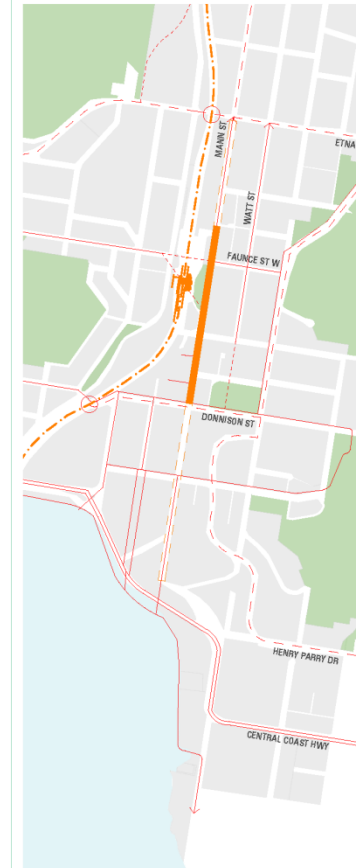 ETNA
MANN ST
WATT ST
FAUNCE ST W
DONNISON ST
HENRY PARRY DR
CENTRAL COAST HWY